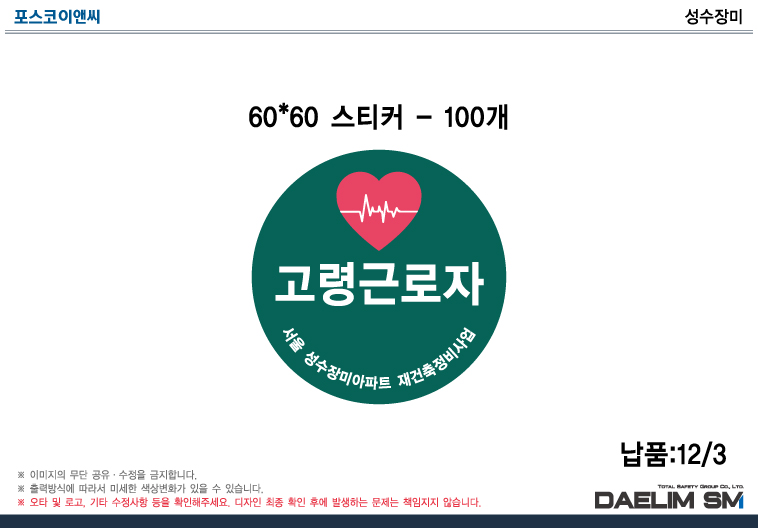 포스코이앤씨
성수장미
60*60 스티커 - 100개
고령근로자
서울 성수장미아파트 재건축정비사업
납품:12/3
※ 이미지의 무단 공유·수정을 금지합니다.
※ 출력방식에 따라서 미세한 색상변화가 있을 수 있습니다.
※ 오타 및 로고, 기타 수정사항 등을 확인해주세요. 디자인 최종 확인 후에 발생하는 문제는 책임지지 않습니다.
TOTAL SAFETY GROUP CO., LTD.
DAELIM SM